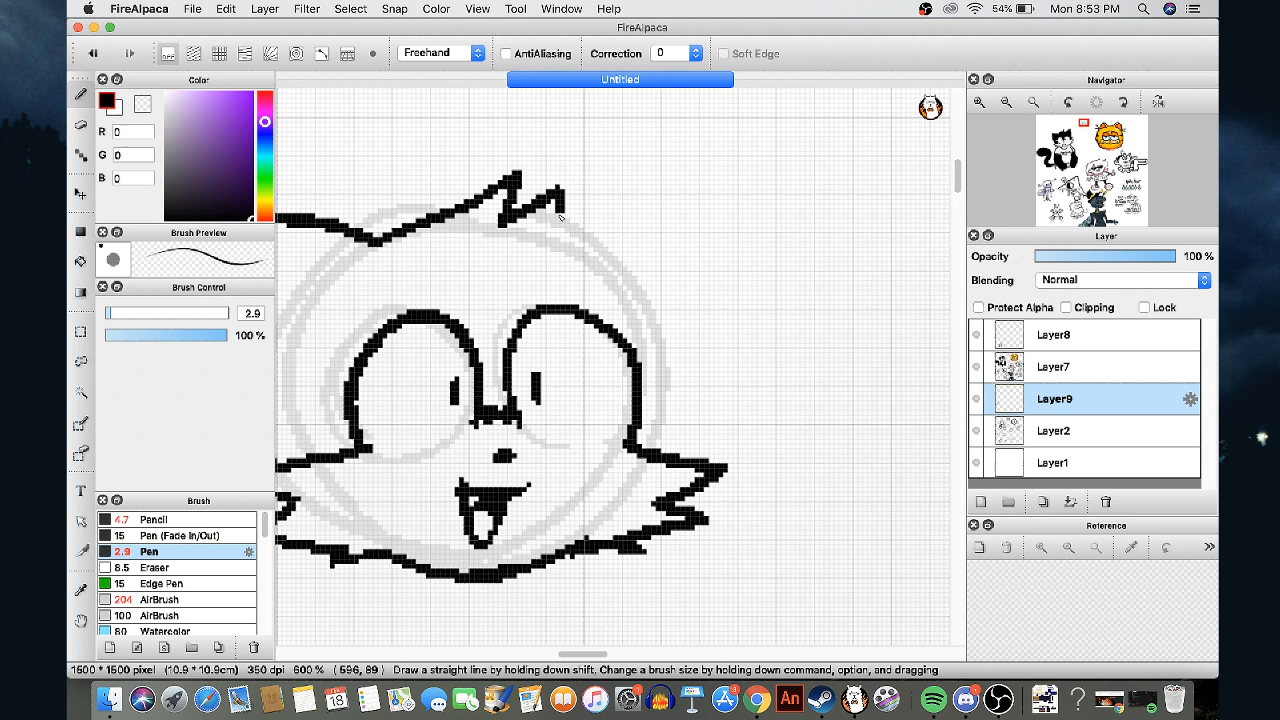 FireAlpaca File Edit Layer Filter Select Snap Color View Tool Window Help 54% Mon 8:53 PM
FireAlpaca
Freehand AntiAliasing Correction 0 Soft Edge
Color
Untitled
Navigator
R 0
G 0
B 0
Brush Preview
Layer
Opacity 100 %
Brush Control
Blending Normal
2.9
Protect Alpha Clipping Lock
100 %
Layer8
Layer7
Layer9
Layer2
Layer1
Brush
4.7 Pencil
15 Pen (Fade In/Out)
2.9 Pen
8.5 Eraser
15 Edge Pen
204 AirBrush
100 AirBrush
80 Watercolor
Reference
1500 * 1500 pixel (10.9 * 10.9cm) 350 dpi 600 % ( 596, 89 ) Draw a straight line by holding down shift. Change a brush size by holding down command, option, and dragging
An